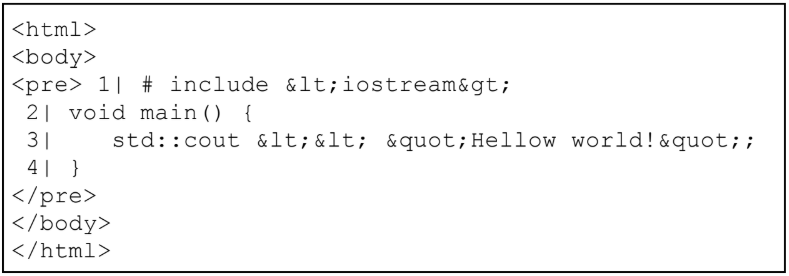 <html>
<body>
<pre> 1| # include &lt;iostream&gt;
 2| void main() {
 3|     std::cout &lt;&lt; &quot;Hellow world!&quot;;
 4| }
</pre>
</body>
</html>